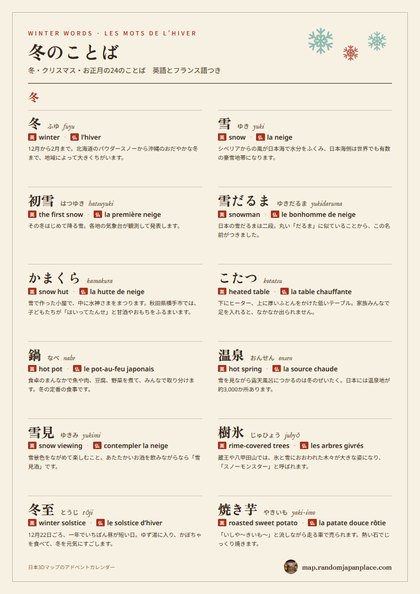 WINTER WORDS · LES MOTS DE L'HIVER
冬のことば
冬・クリスマス・お正月の24のことば　英語とフランス語つき
冬
冬 ふゆ fuyu
英 winter · 仏 l'hiver
12月から2月まで。北海道のパウダースノーから沖縄のおだやかな冬
まで、地域によって大きくちがいます。
雪 ゆき yuki
英 snow · 仏 la neige
シベリアからの風が日本海で水分をふくみ、日本海側は世界でも有数
の豪雪地帯になります。
初雪 はつゆき hatsuyuki
英 the first snow · 仏 la première neige
その冬はじめて降る雪。各地の気象台が観測して発表します。
雪だるま ゆきだるま yukidaruma
英 snowman · 仏 le bonhomme de neige
日本の雪だるまは二段。丸い「だるま」に似ていることから、この名
前がつきました。
かまくら kamakura
英 snow hut · 仏 la hutte de neige
雪で作った小屋で、中に水神さまをまつります。秋田県横手市では、
子どもたちが「はいってたんせ」と甘酒やおもちをふるまいます。
こたつ kotatsu
英 heated table · 仏 la table chauffante
下にヒーター、上に厚いふとんをかけた低いテーブル。家族みんなで
足を入れると、なかなか出られません。
鍋 なべ nabe
英 hot pot · 仏 le pot-au-feu japonais
食卓のまんなかで魚や肉、豆腐、野菜を煮て、みんなで取り分けま
す。冬の定番の食事です。
温泉 おんせん onsen
英 hot spring · 仏 la source chaude
雪を見ながら露天風呂につかるのは冬のぜいたく。日本には温泉地が
約3,000か所あります。
雪見 ゆきみ yukimi
英 snow viewing · 仏 contempler la neige
雪景色をながめて楽しむこと。あたたかいお酒を飲みながらなら「雪
見酒」です。
樹氷 じゅひょう juhyō
英 rime-covered trees · 仏 les arbres givrés
蔵王や八甲田山では、氷と雪におおわれた木々が大きな姿になり、
「スノーモンスター」と呼ばれます。
冬至 とうじ tōji
英 winter solstice · 仏 le solstice d'hiver
12月22日ごろ、一年でいちばん昼が短い日。ゆず湯に入り、かぼちゃ
を食べて、冬を元気にすごします。
焼き芋 やきいも yaki-imo
英 roasted sweet potato · 仏 la patate douce rôtie
「いしや〜きいも〜」と流しながら走る車で売られます。熱い石でじ
っくり焼きます。
日本3Dマップのアドベントカレンダー
map.randomjapanplace.com